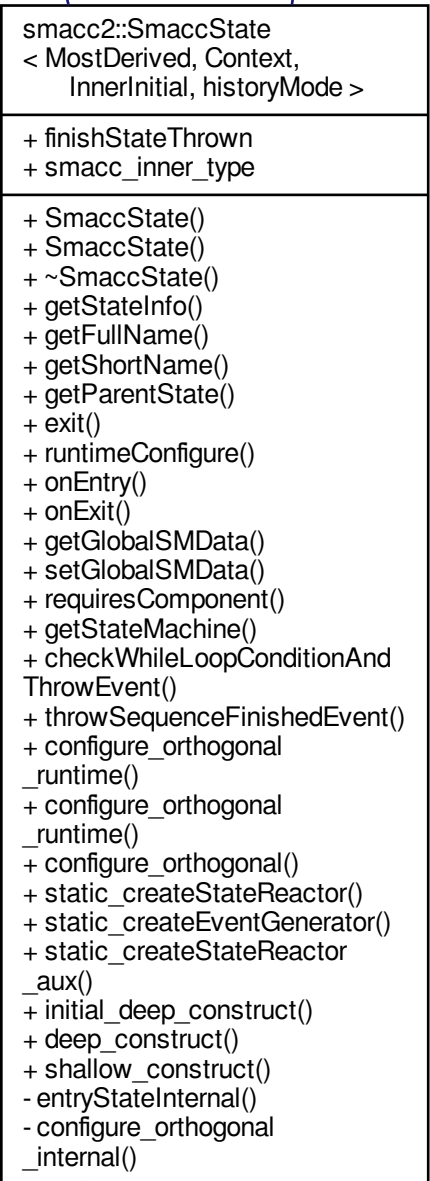 smacc2::SmaccState
< MostDerived, Context,
InnerInitial, historyMode >
+ finishStateThrown
+ smacc_inner_type
+ SmaccState()
+ SmaccState()
+ ~SmaccState()
+ getStateInfo()
+ getFullName()
+ getShortName()
+ getParentState()
+ exit()
+ runtimeConfigure()
+ onEntry()
+ onExit()
+ getGlobalSMData()
+ setGlobalSMData()
+ requiresComponent()
+ getStateMachine()
+ checkWhileLoopConditionAnd
ThrowEvent()
+ throwSequenceFinishedEvent()
+ configure_orthogonal
_runtime()
+ configure_orthogonal
_runtime()
+ configure_orthogonal()
+ static_createStateReactor()
+ static_createEventGenerator()
+ static_createStateReactor
_aux()
+ initial_deep_construct()
+ deep_construct()
+ shallow_construct()
- entryStateInternal()
- configure_orthogonal
_internal()